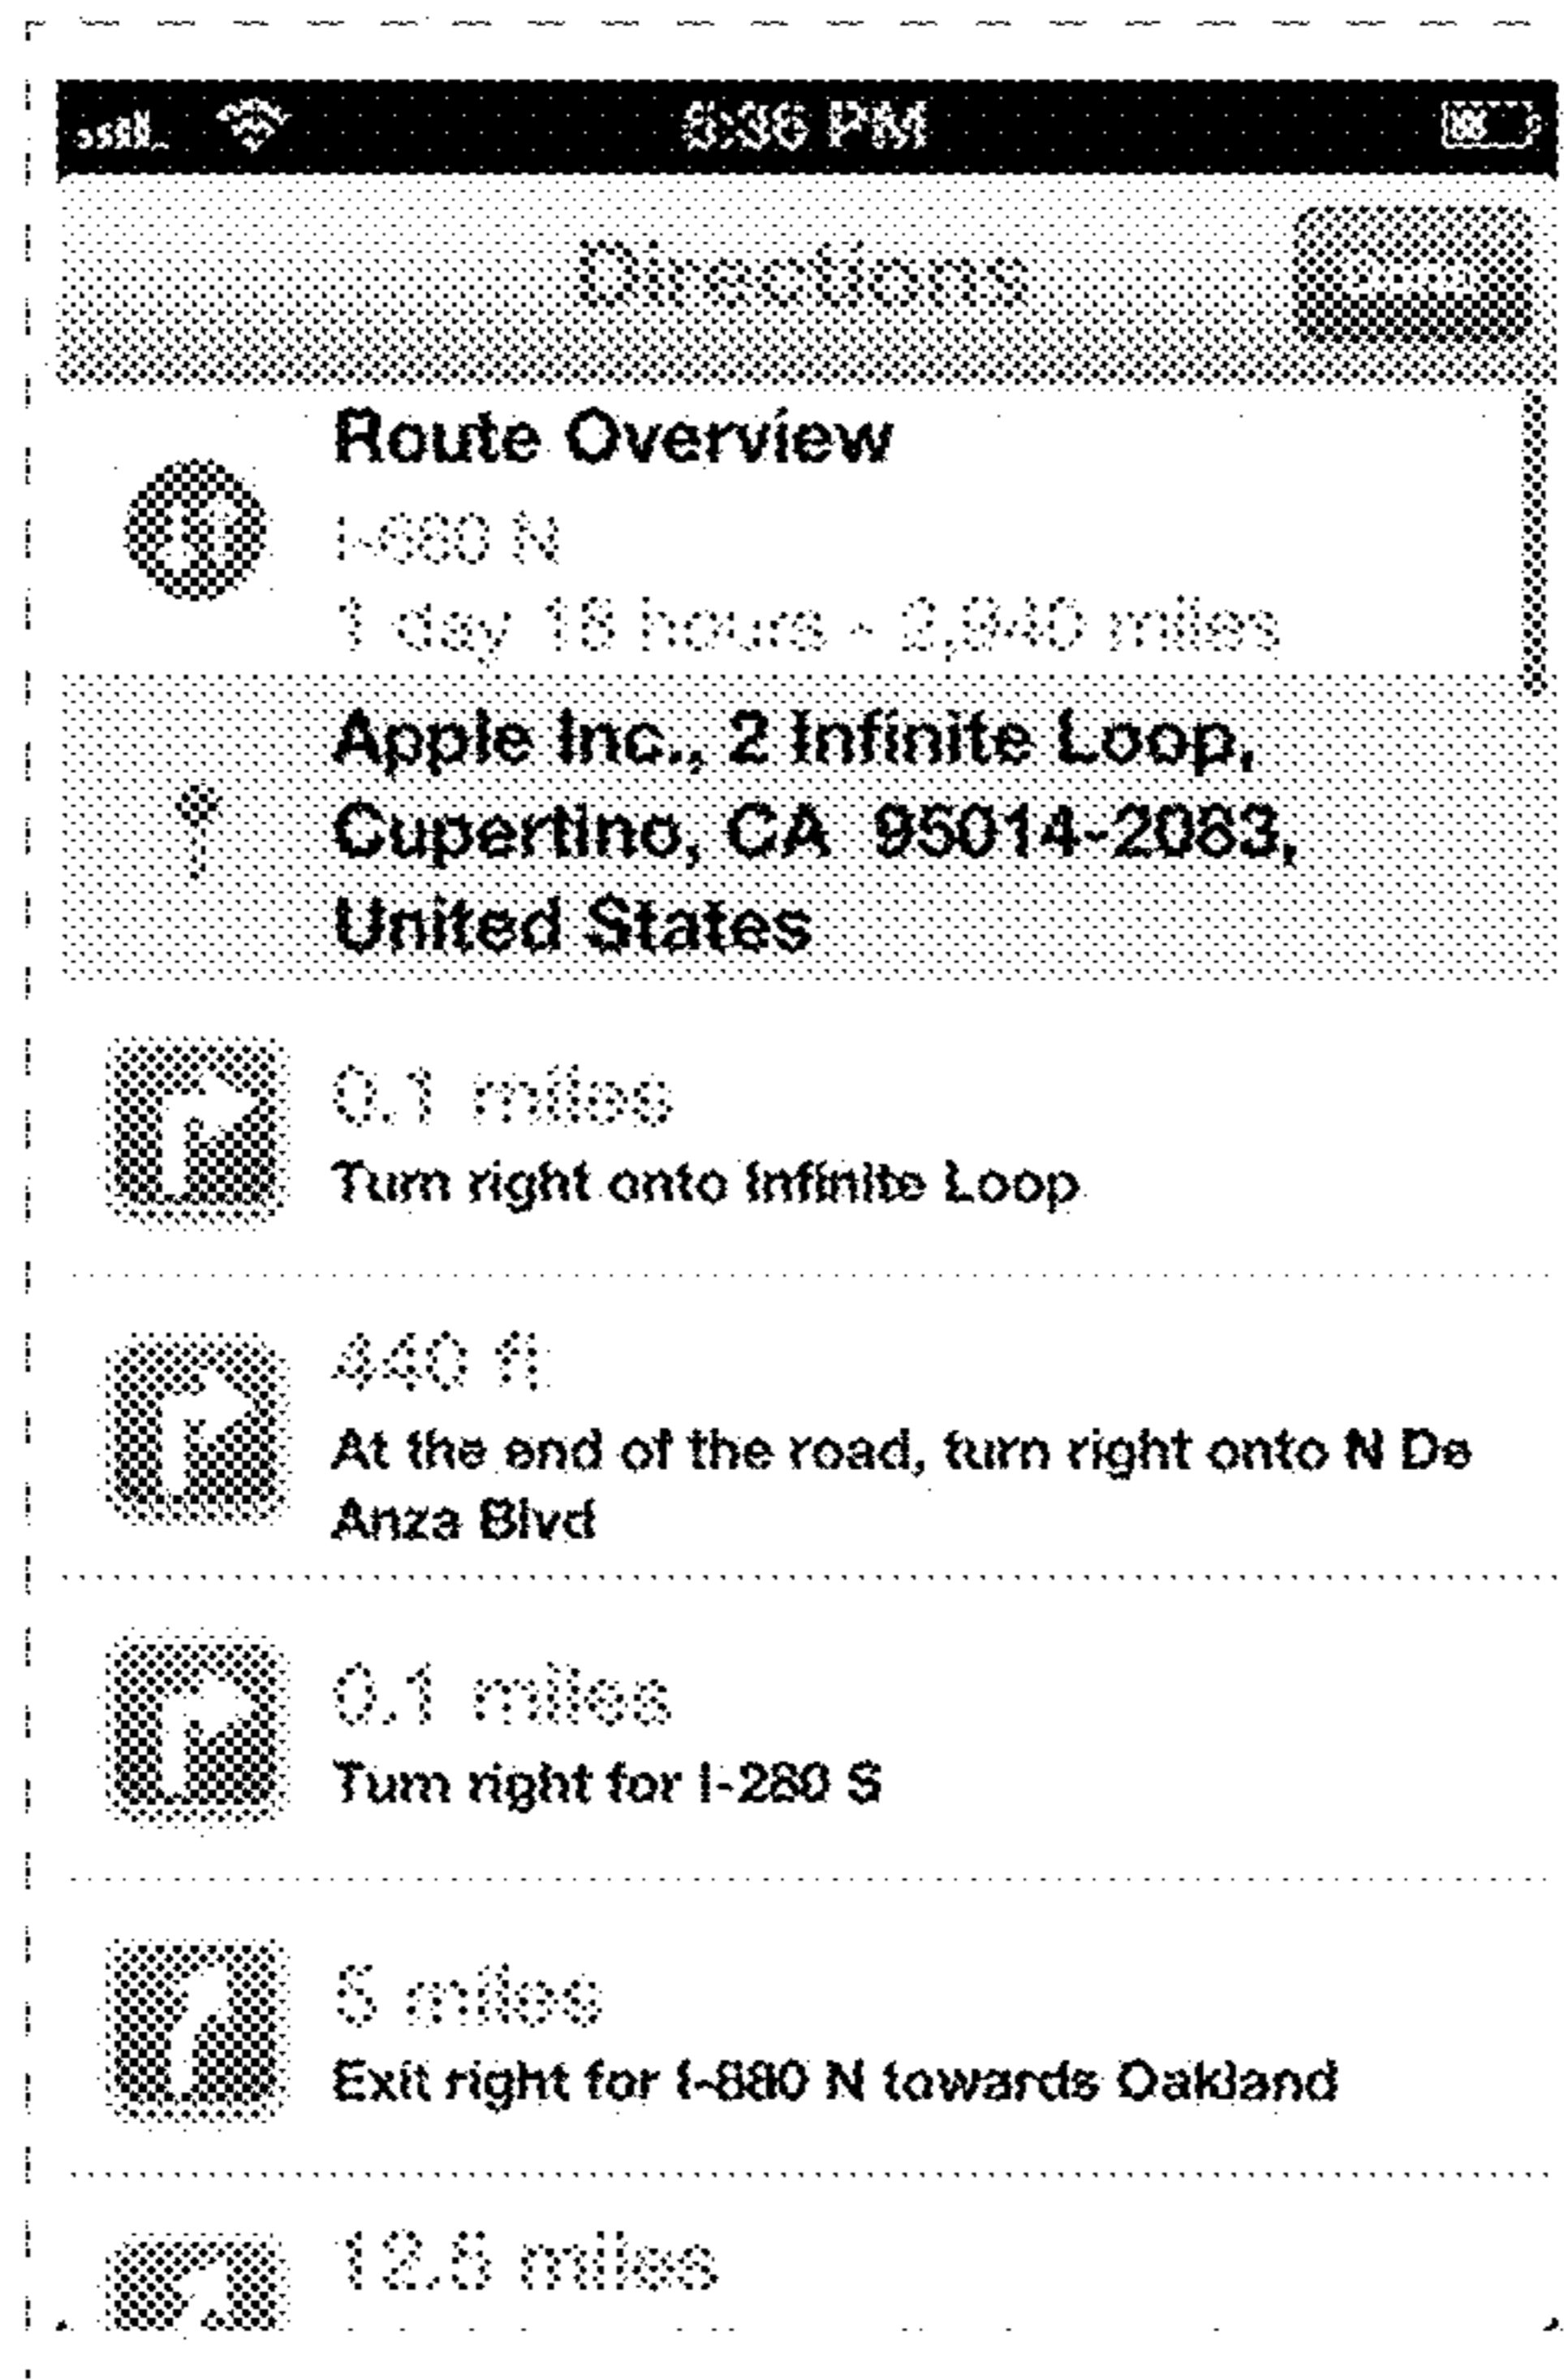 5:36 PM
Directions
Route Overview
I-680 N
1 day 18 hours - 2,940 miles
Apple Inc., 2 Infinite Loop,
Cupertino, CA 95014-2083,
United States
0.1 miles
Turn right onto Infinite Loop
440 ft
At the end of the road, turn right onto N De
Anza Blvd
0.1 miles
Turn right for I-280 S
5 miles
Exit right for I-880 N towards Oakland
12.5 miles